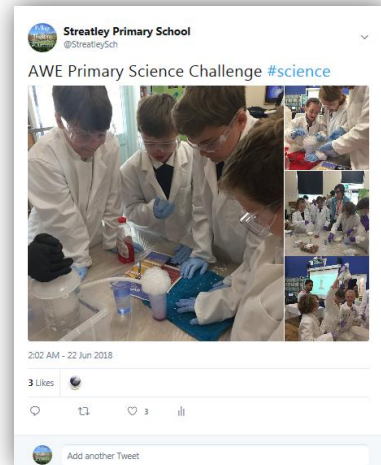 Streatley Primary School
@StreatleySch
AWE Primary Science Challenge #science
2:02 AM - 22 Jun 2018
3 Likes
3
Add another Tweet